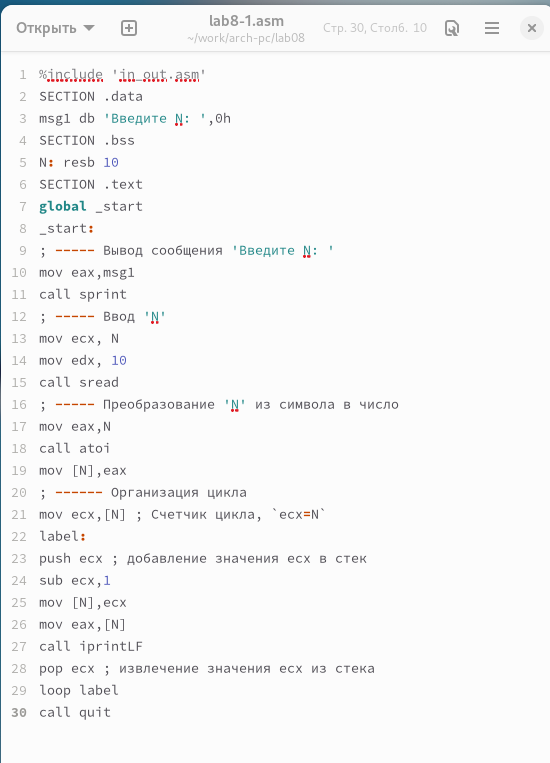 Открыть
lab8-1.asm
~/work/arch-pc/lab08
Стр. 30, Столб. 10
1 %include 'in_out.asm'
2 SECTION .data
3 msg1 db 'Введите N: ',0h
4 SECTION .bss
5 N: resb 10
6 SECTION .text
7 global _start
8 _start:
9 ; ----- Вывод сообщения 'Введите N: '
10 mov eax,msg1
11 call sprint
12 ; ----- Ввод 'N'
13 mov ecx, N
14 mov edx, 10
15 call sread
16 ; ----- Преобразование 'N' из символа в число
17 mov eax,N
18 call atoi
19 mov [N],eax
20 ; ------ Организация цикла
21 mov ecx,[N] ; Счетчик цикла, `ecx=N`
22 label:
23 push ecx ; добавление значения ecx в стек
24 sub ecx,1
25 mov [N],ecx
26 mov eax,[N]
27 call iprintLF
28 pop ecx ; извлечение значения ecx из стека
29 loop label
30 call quit